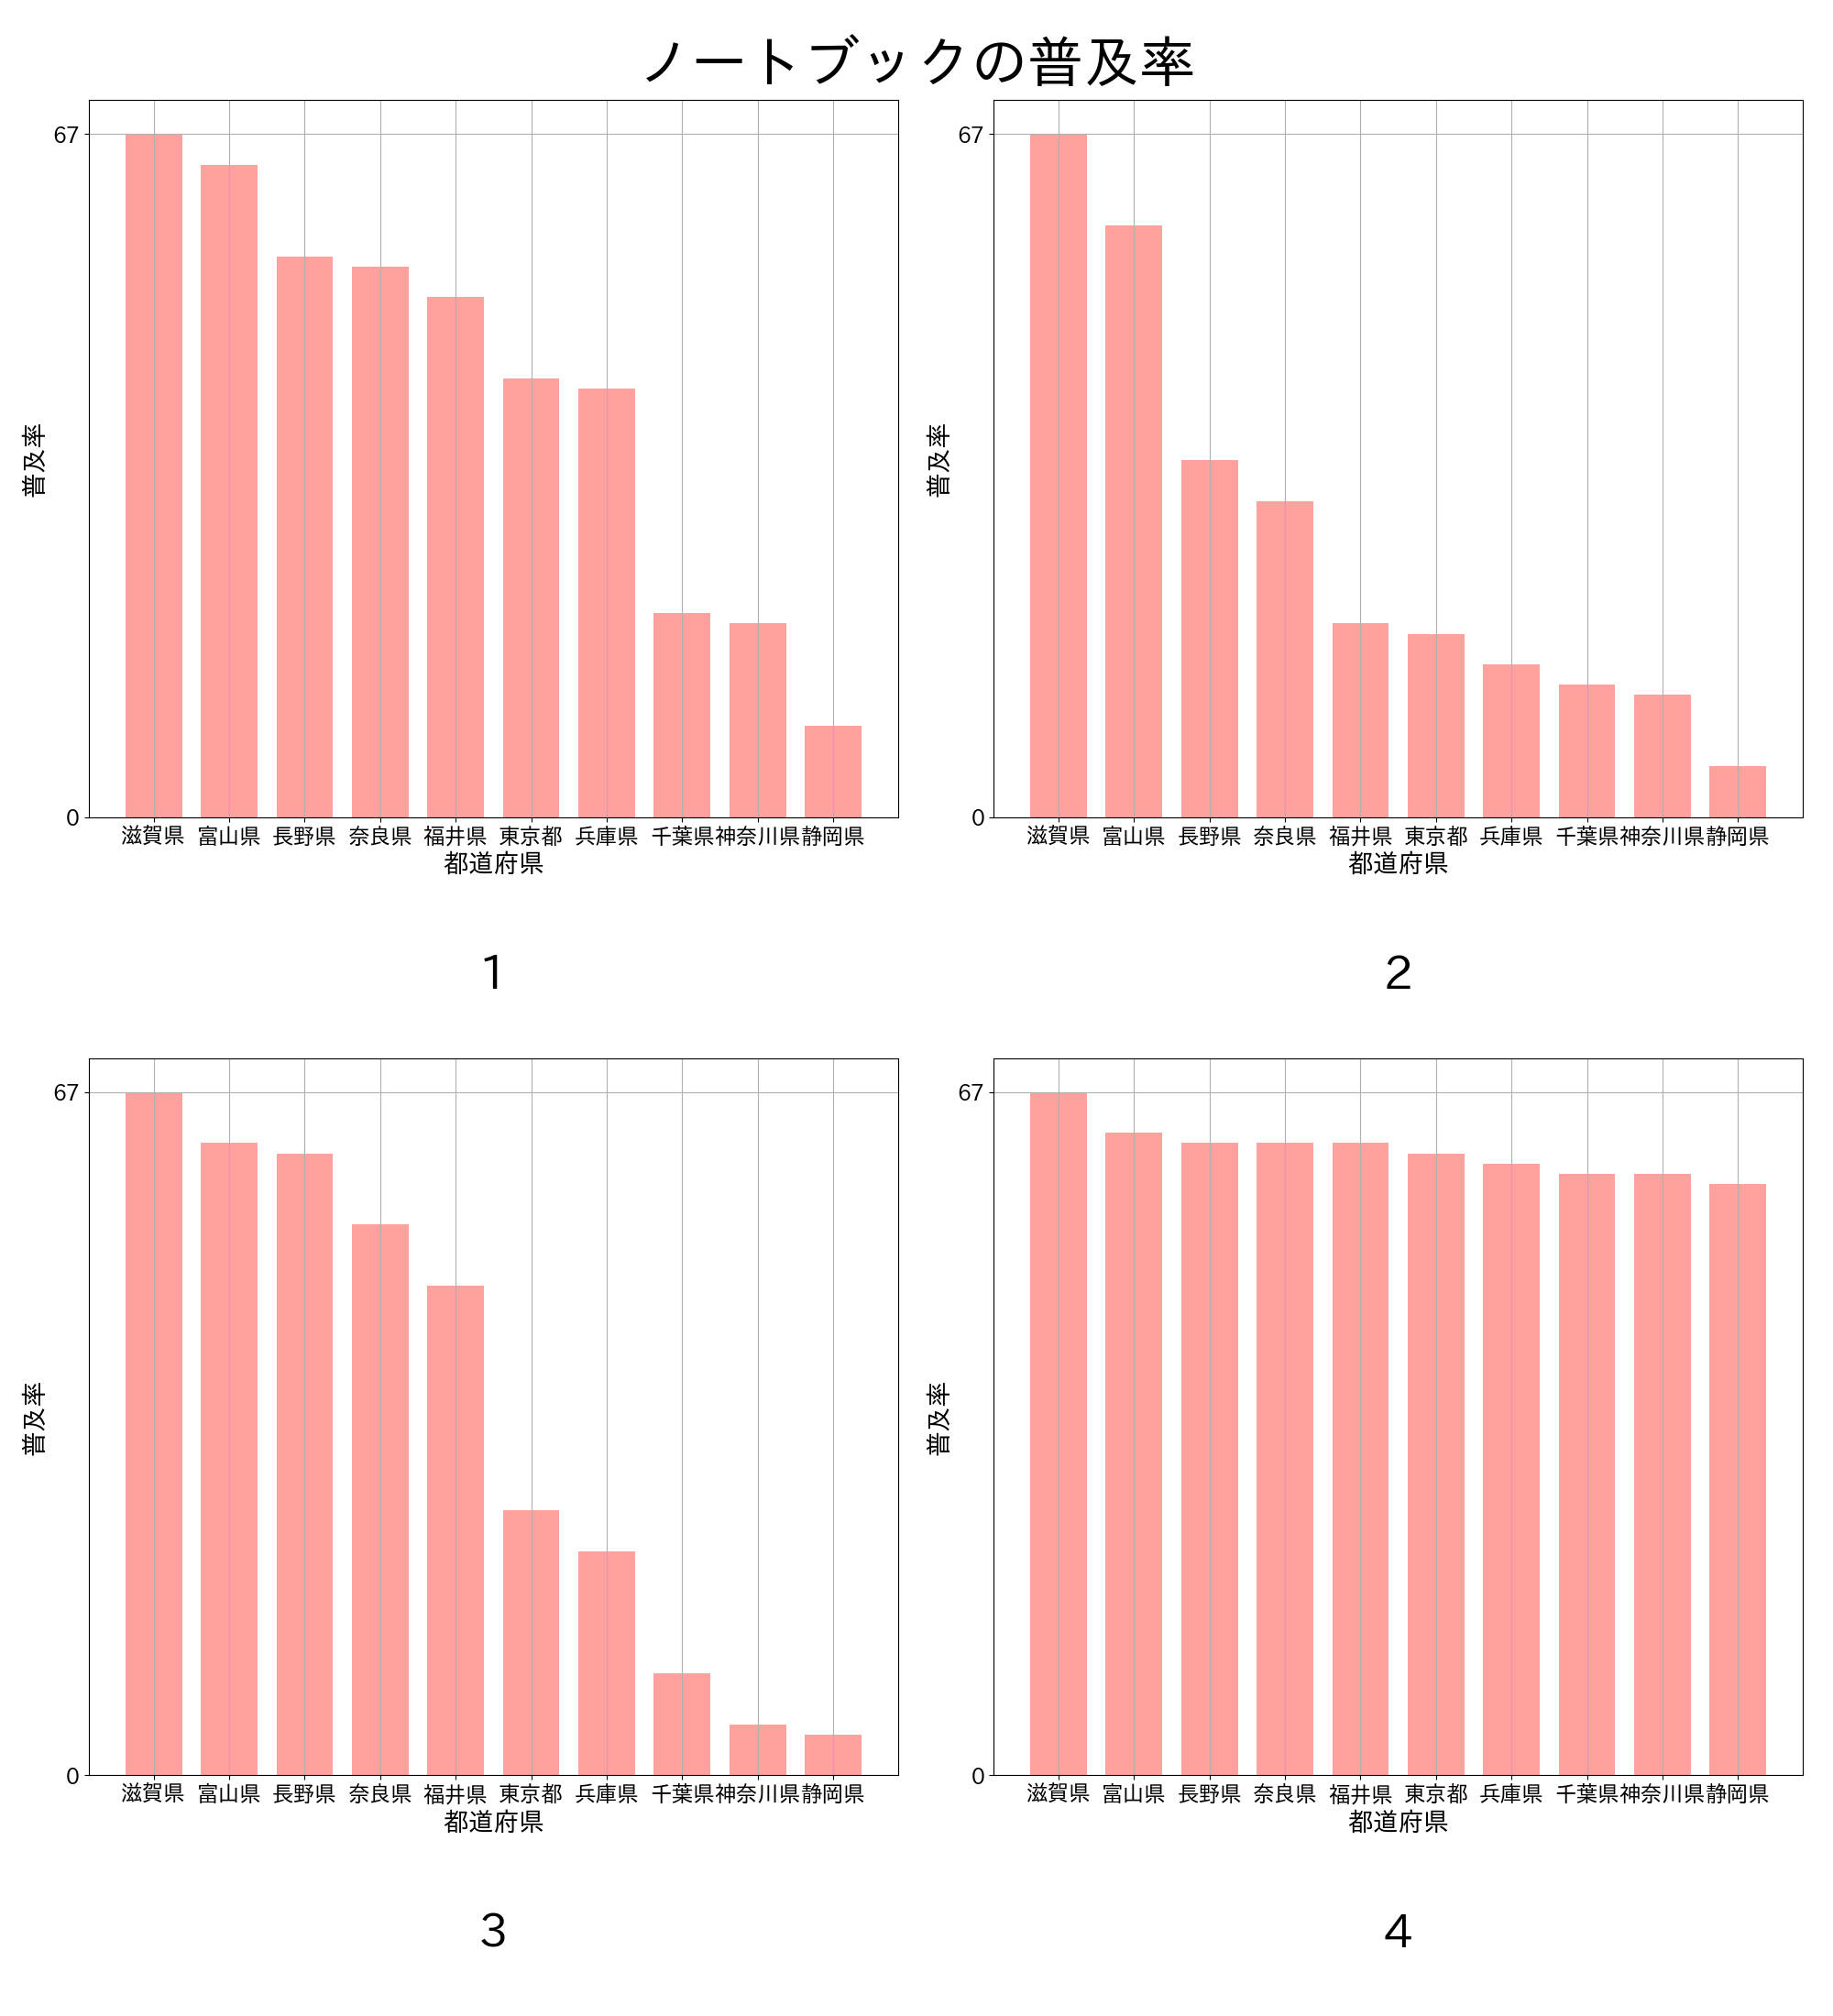 ノートブックの普及率
67
0
普及率
滋賀県 富山県 長野県 奈良県 福井県 東京都 兵庫県 千葉県 神奈川県 静岡県
都道府県
1
67
0
普及率
滋賀県 富山県 長野県 奈良県 福井県 東京都 兵庫県 千葉県 神奈川県 静岡県
都道府県
2
67
0
普及率
滋賀県 富山県 長野県 奈良県 福井県 東京都 兵庫県 千葉県 神奈川県 静岡県
都道府県
3
67
0
普及率
滋賀県 富山県 長野県 奈良県 福井県 東京都 兵庫県 千葉県 神奈川県 静岡県
都道府県
4